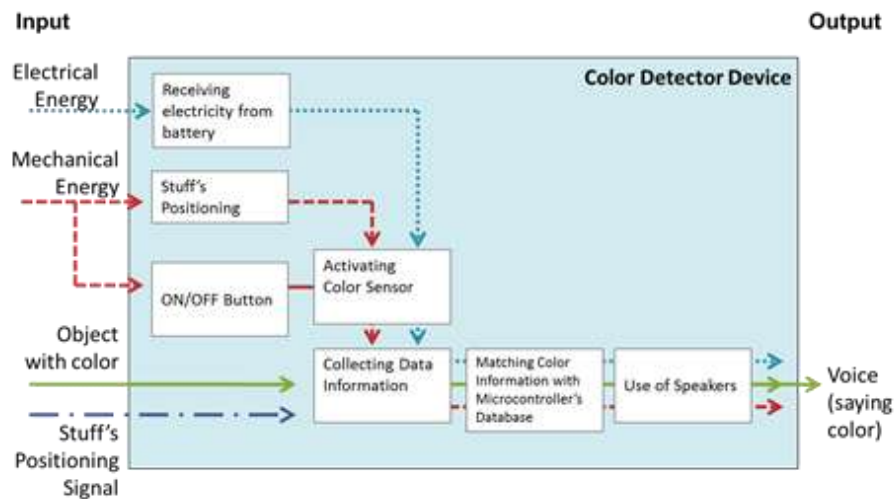 Input
Output
Electrical
Energy
Color Detector Device
Receiving
electricity from
battery
Mechanical
Energy
Stuff's
Positioning
ON/OFF Button
Activating
Color Sensor
Object
with color
Collecting Data
Information
Matching Color
Information with
Microcontroller's
Database
Use of Speakers
Voice
(saying
color)
Stuff's
Positioning
Signal